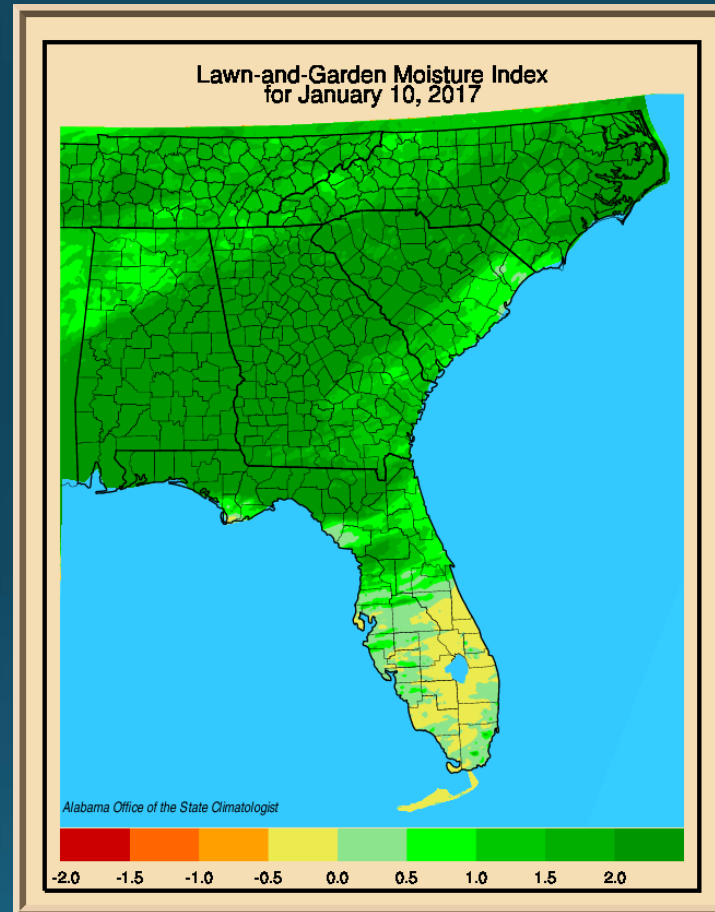 Lawn-and-Garden Moisture Index
for January 10, 2017
Alabama Office of the State Climatologist
-2.0 -1.5 -1.0 -0.5 0.0 0.5 1.0 1.5 2.0